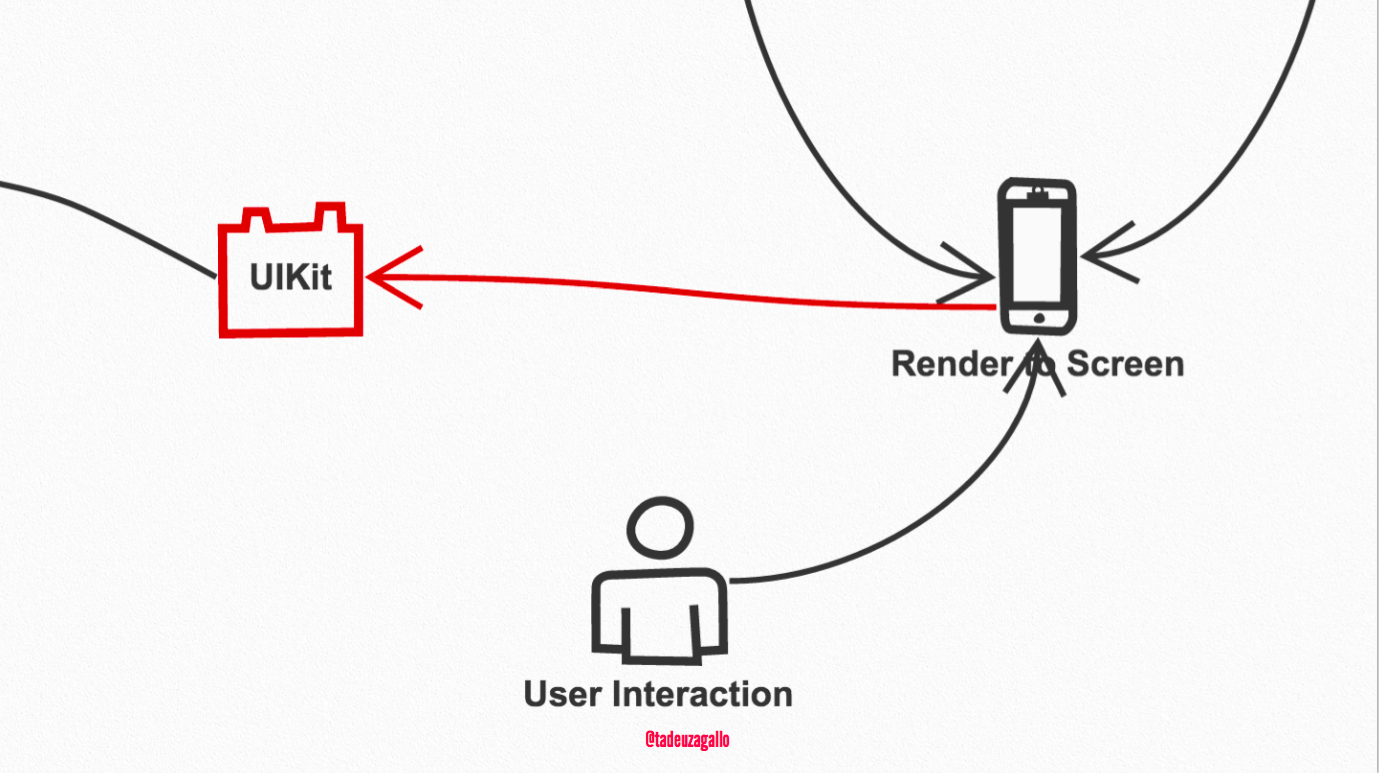 UIKit
Render to Screen
User Interaction
@tadeuzagallo